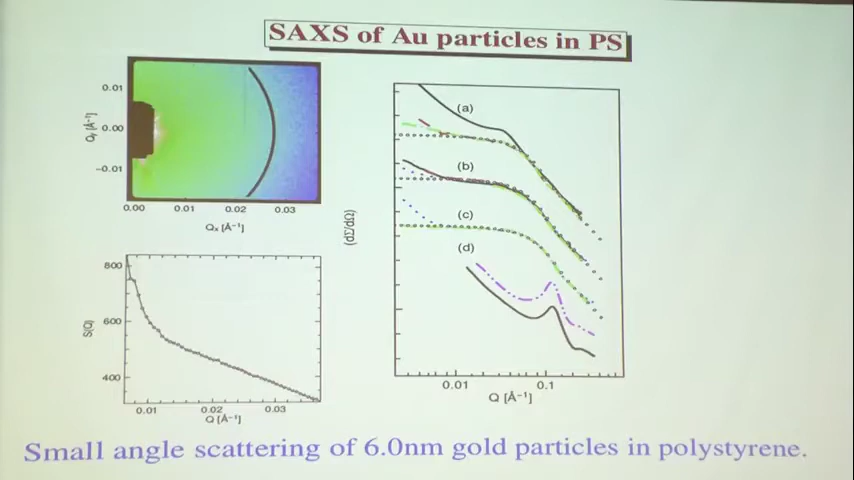 SAXS of Au particles in PS
0.01
0.00
−0.01
Qᵧ [Å⁻¹]
0.00 0.01 0.02 0.03
Qₓ [Å⁻¹]
800
600
400
S(Q)
0.01 0.02 0.03
Q [Å⁻¹]
(dΣ/dΩ)
(a)
(b)
(c)
(d)
0.01 0.1
Q [Å⁻¹]
Small angle scattering of 6.0nm gold particles in polystyrene.